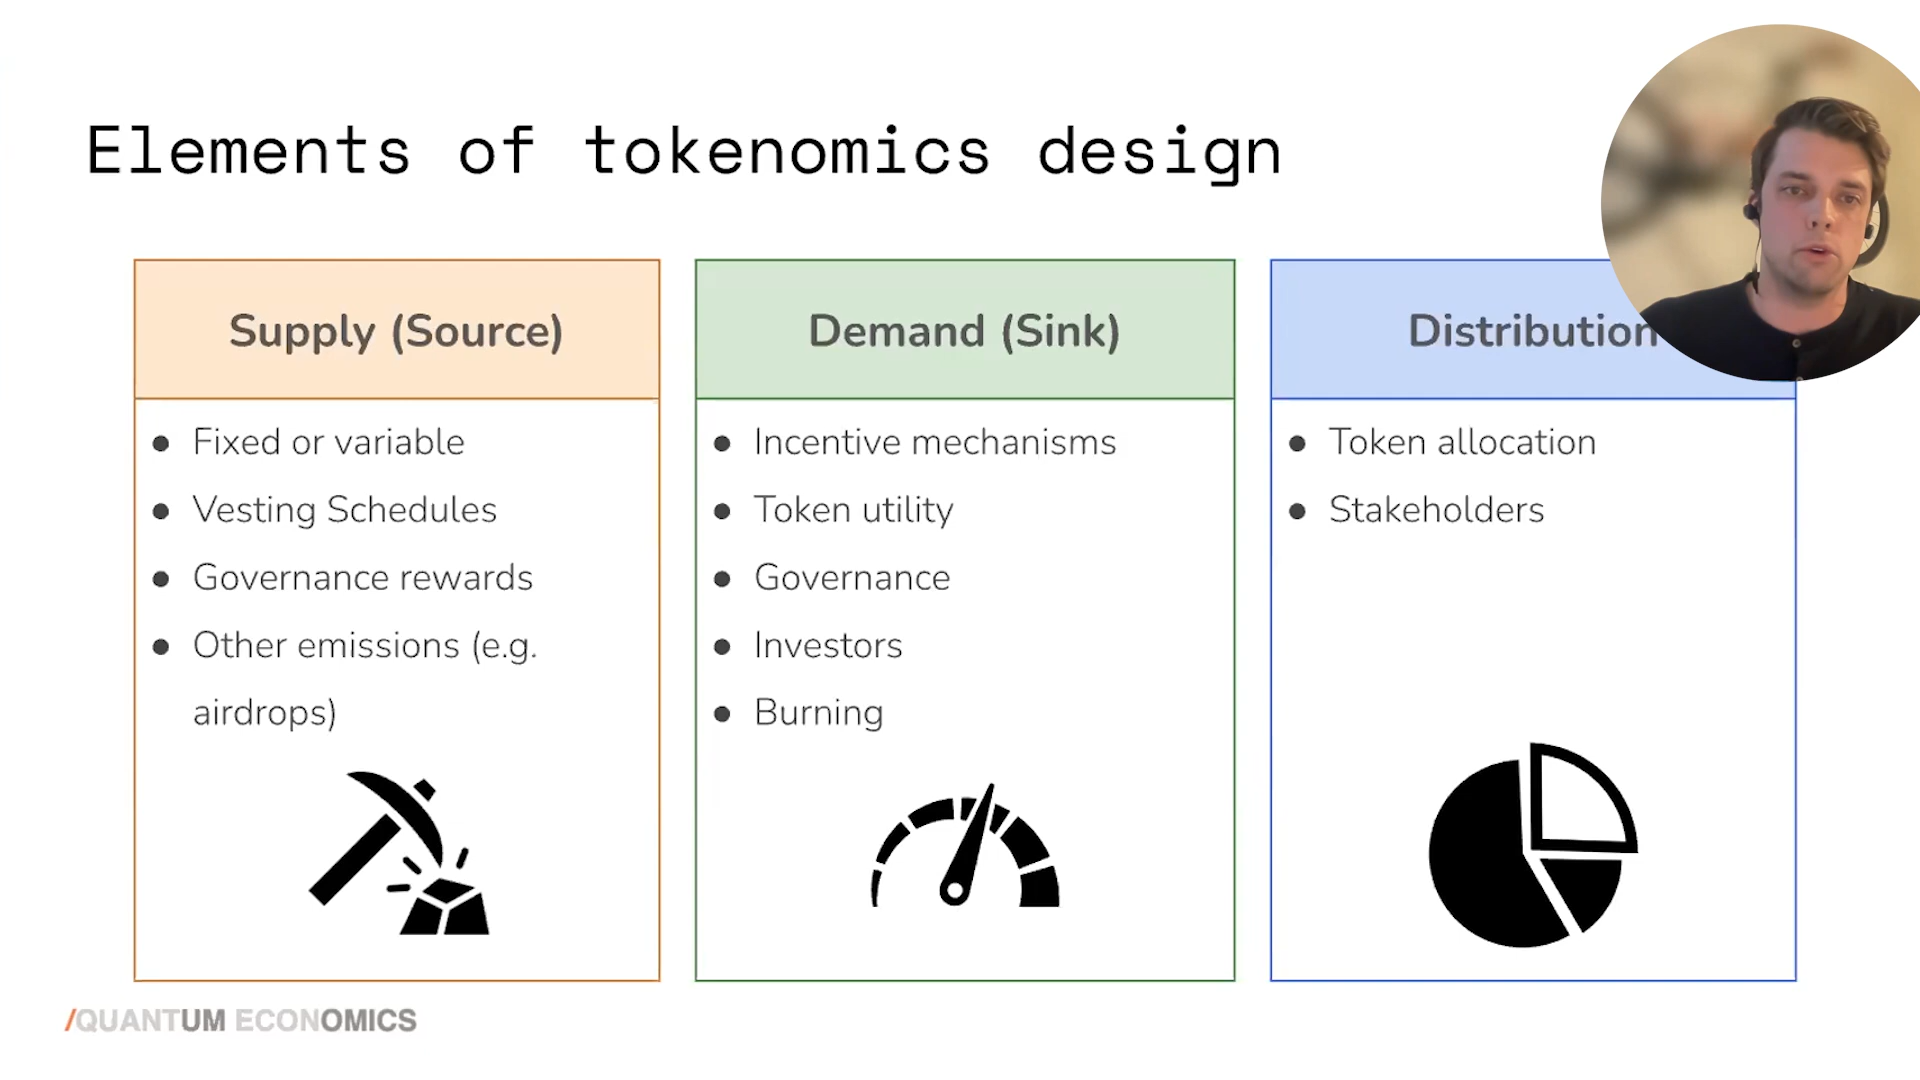 Elements of tokenomics design
Supply (Source)
Fixed or variable
Vesting Schedules
Governance rewards
Other emissions (e.g.
airdrops)
Demand (Sink)
Incentive mechanisms
Token utility
Governance
Investors
Burning
Distribution
Token allocation
Stakeholders
/QUANTUM ECONOMICS